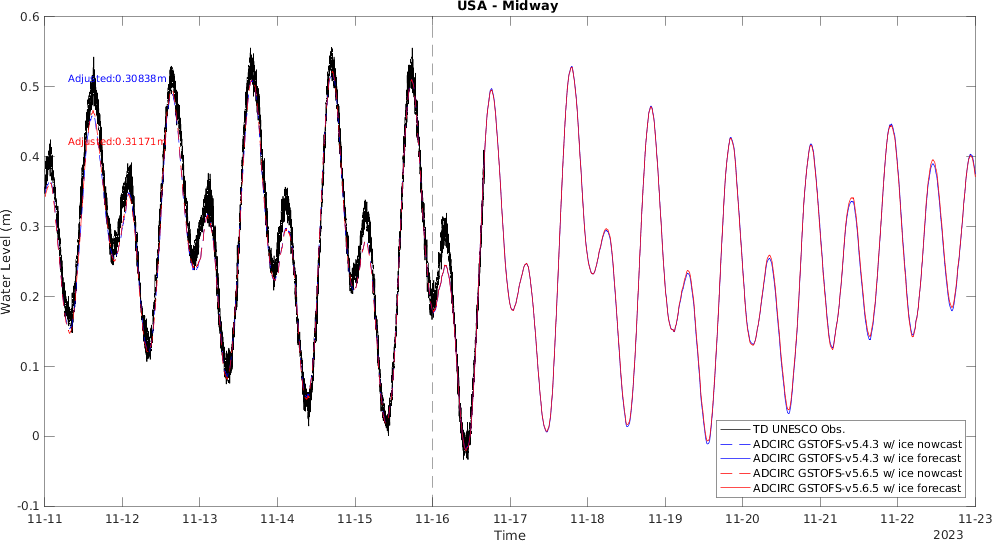 USA - Midway
0.6
0.5
0.4
0.3
0.2
0.1
0
-0.1
Water Level (m)
Adjusted:0.30838m
Adjusted:0.31171m
TD UNESCO Obs.
ADCIRC GSTOFS-v5.4.3 w/ ice nowcast
ADCIRC GSTOFS-v5.4.3 w/ ice forecast
ADCIRC GSTOFS-v5.6.5 w/ ice nowcast
ADCIRC GSTOFS-v5.6.5 w/ ice forecast
11-11 11-12 11-13 11-14 11-15 11-16 11-17 11-18 11-19 11-20 11-21 11-22 11-23
Time
2023